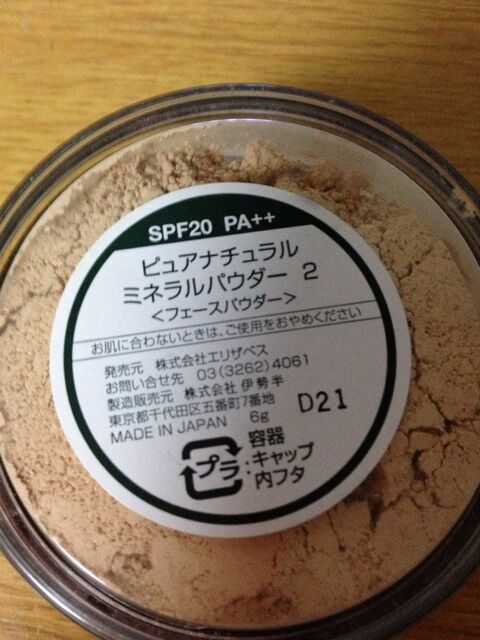 SPF20 PA++
ピュアナチュラル
ミネラルパウダー 2
<フェースパウダー>
お肌に合わないときは、ご使用をおやめください
発売元 株式会社エリザベス
お問い合せ先 03(3262)4061
製造販売元 株式会社 伊勢半
東京都千代田区五番町7番地
MADE IN JAPAN 6g
D21
プラ
容器
:キャップ
内フタ